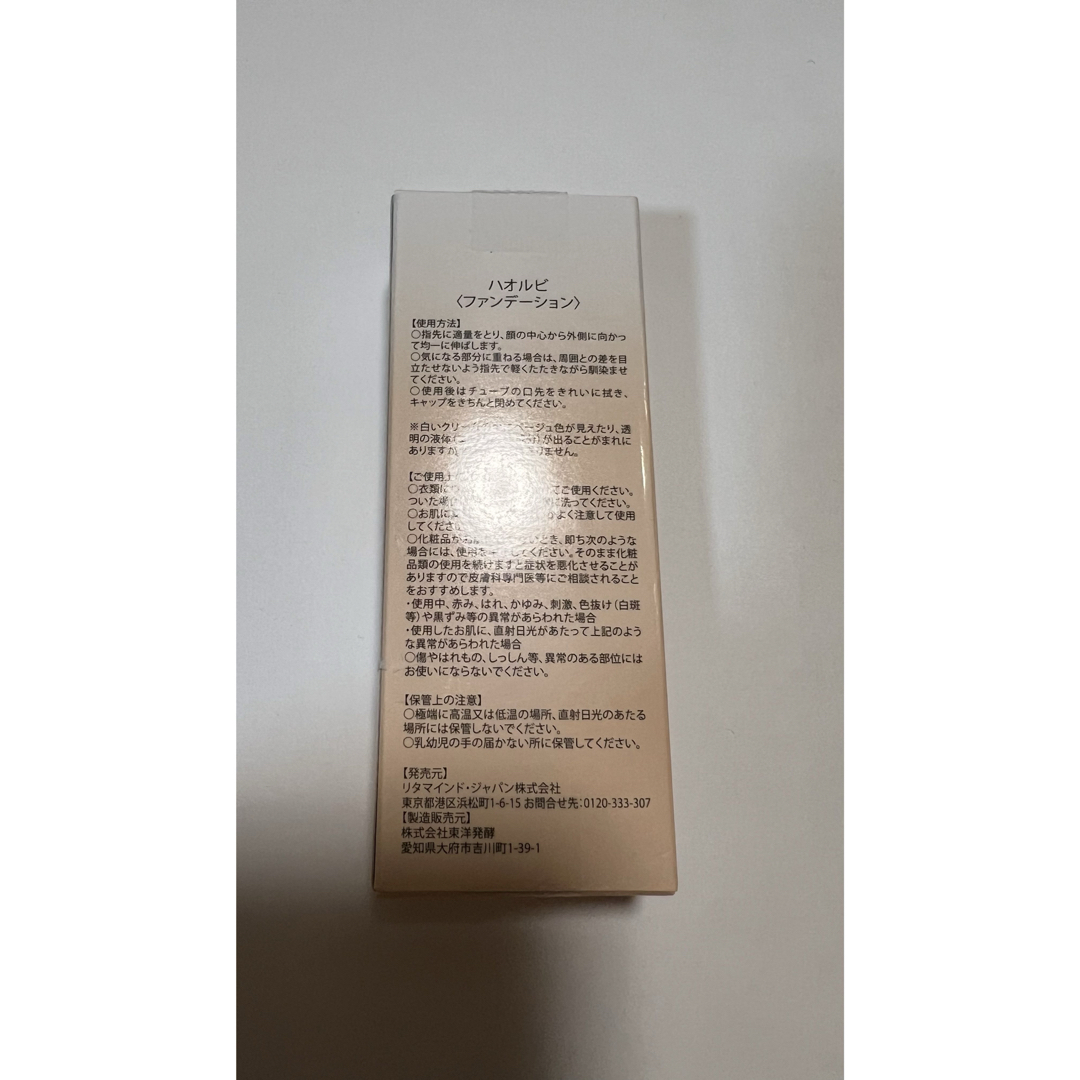 ハオルビ
〈ファンデーション〉
【使用方法】
○指先に適量をとり、顔の中心から外側に向かっ
て均一に伸ばします。
○気になる部分に重ねる場合は、周囲との差を目
立たせないよう指先で軽くたたきながら馴染ませ
てください。
○使用後はチューブの口先をきれいに拭き、
キャップをきちんと閉めてください。
※白いクリー ベージュ色が見えたり、透
明の液体 が出ることがまれに
あります りません。
【ご使用上
○衣類に てご使用ください。
ついた場合 に洗ってください。
○お肌に よく注意して使用
してくだ
○化粧品がお いとき、即ち次のような
場合には、使用を してください。そのまま化粧
品類の使用を続けますと症状を悪化させることが
ありますので皮膚科専門医等にご相談されること
をおすすめします。
・使用中、赤み、はれ、かゆみ、刺激、色抜け（白斑
等）や黒ずみ等の異常があらわれた場合
・使用したお肌に、直射日光があたって上記のよう
な異常があらわれた場合
○傷やはれもの、しっしん等、異常のある部位には
お使いにならないでください。
【保管上の注意】
○極端に高温又は低温の場所、直射日光のあたる
場所には保管しないでください。
○乳幼児の手の届かない所に保管してください。
【発売元】
リタマインド・ジャパン株式会社
東京都港区浜松町1-6-15 お問合せ先：0120-333-307
【製造販売元】
株式会社東洋発酵
愛知県大府市吉川町1-39-1